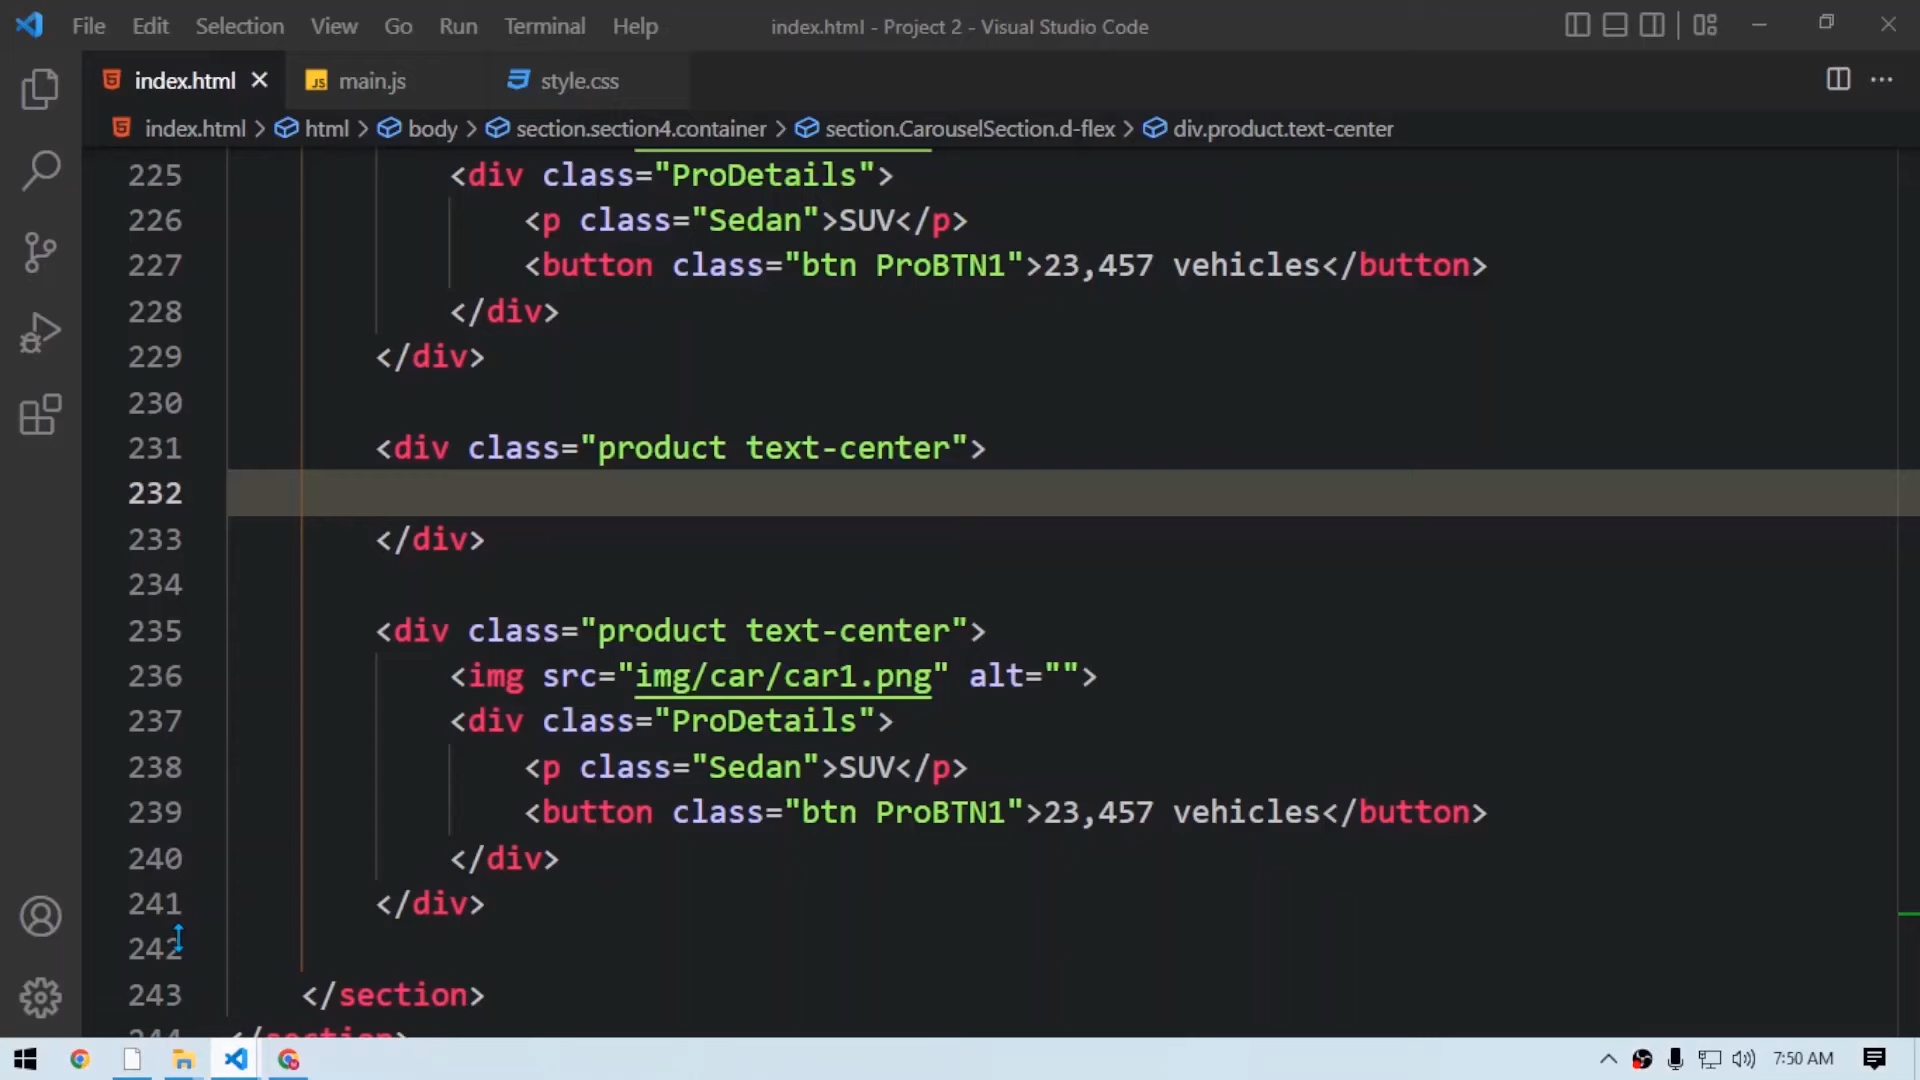 File Edit Selection View Go Run Terminal Help index.html - Project 2 - Visual Studio Code
index.html main.js style.css
index.html > html > body > section.section4.container > section.CarouselSection.d-flex > div.product.text-center
225 <div class="ProDetails">
226 <p class="Sedan">SUV</p>
227 <button class="btn ProBTN1">23,457 vehicles</button>
228 </div>
229 </div>
230
231 <div class="product text-center">
232
233 </div>
234
235 <div class="product text-center">
236 <img src="img/car/car1.png" alt="">
237 <div class="ProDetails">
238 <p class="Sedan">SUV</p>
239 <button class="btn ProBTN1">23,457 vehicles</button>
240 </div>
241 </div>
242
243 </section>
244 </section>
7:50 AM